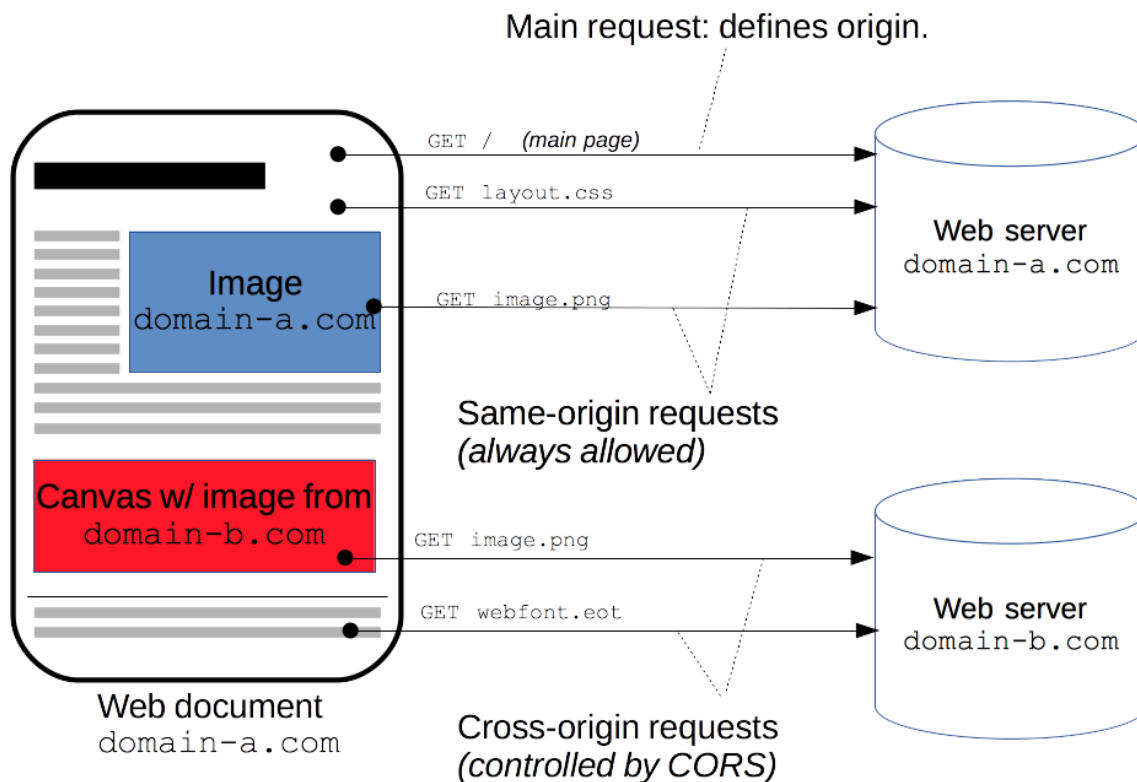 Main request: defines origin.
GET / (main page)
GET layout.css
Web server
domain-a.com
Image
domain-a.com
GET image.png
Same-origin requests
(always allowed)
Canvas w/ image from
domain-b.com
GET image.png
GET webfont.eot
Web server
domain-b.com
Web document
domain-a.com
Cross-origin requests
(controlled by CORS)